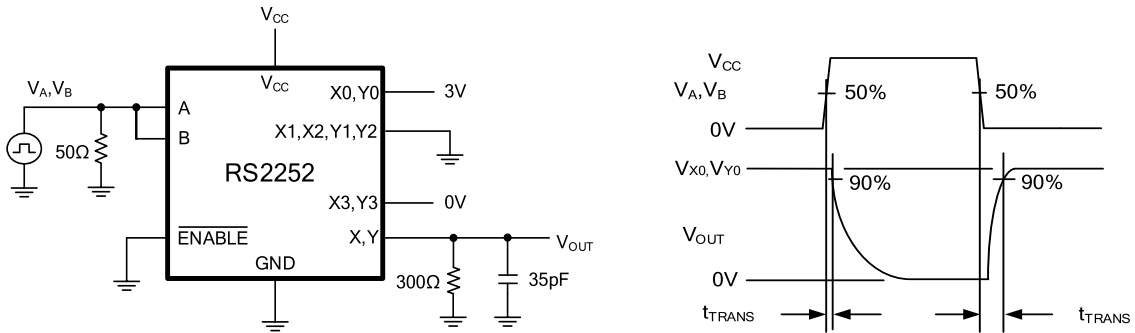 VCC
VCC
VA,VB
A
B
50Ω
RS2252
X0,Y0
3V
X1,X2,Y1,Y2
X3,Y3
0V
ENABLE
X,Y
VOUT
GND
300Ω
35pF
VCC
VA,VB
50%
50%
0V
VX0,VY0
90%
90%
VOUT
0V
tTRANS
tTRANS